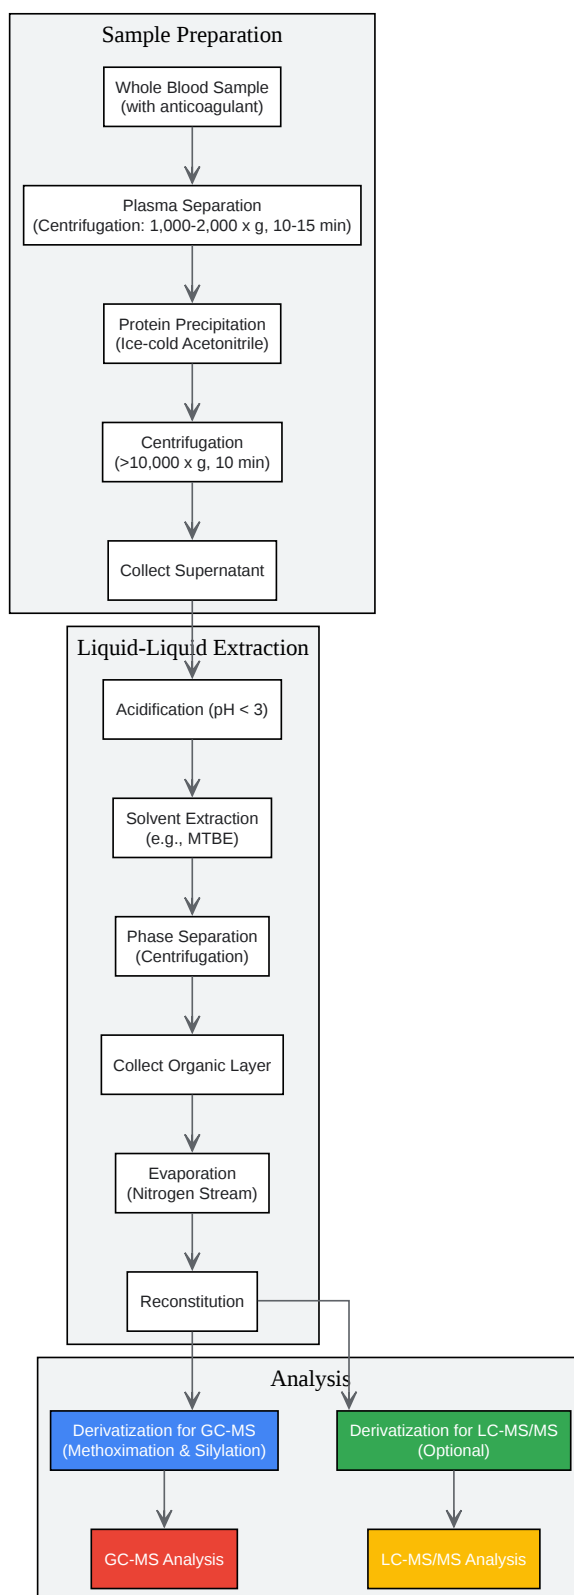 Sample Preparation
Whole Blood Sample
(with anticoagulant)
Plasma Separation
(Centrifugation: 1,000-2,000 x g, 10-15 min)
Protein Precipitation
(Ice-cold Acetonitrile)
Centrifugation
(>10,000 x g, 10 min)
Collect Supernatant
Liquid-Liquid Extraction
Acidification (pH < 3)
Solvent Extraction
(e.g., MTBE)
Phase Separation
(Centrifugation)
Collect Organic Layer
Evaporation
(Nitrogen Stream)
Reconstitution
Analysis
Derivatization for GC-MS
(Methoximation & Silylation)
Derivatization for LC-MS/MS
(Optional)
GC-MS Analysis
LC-MS/MS Analysis